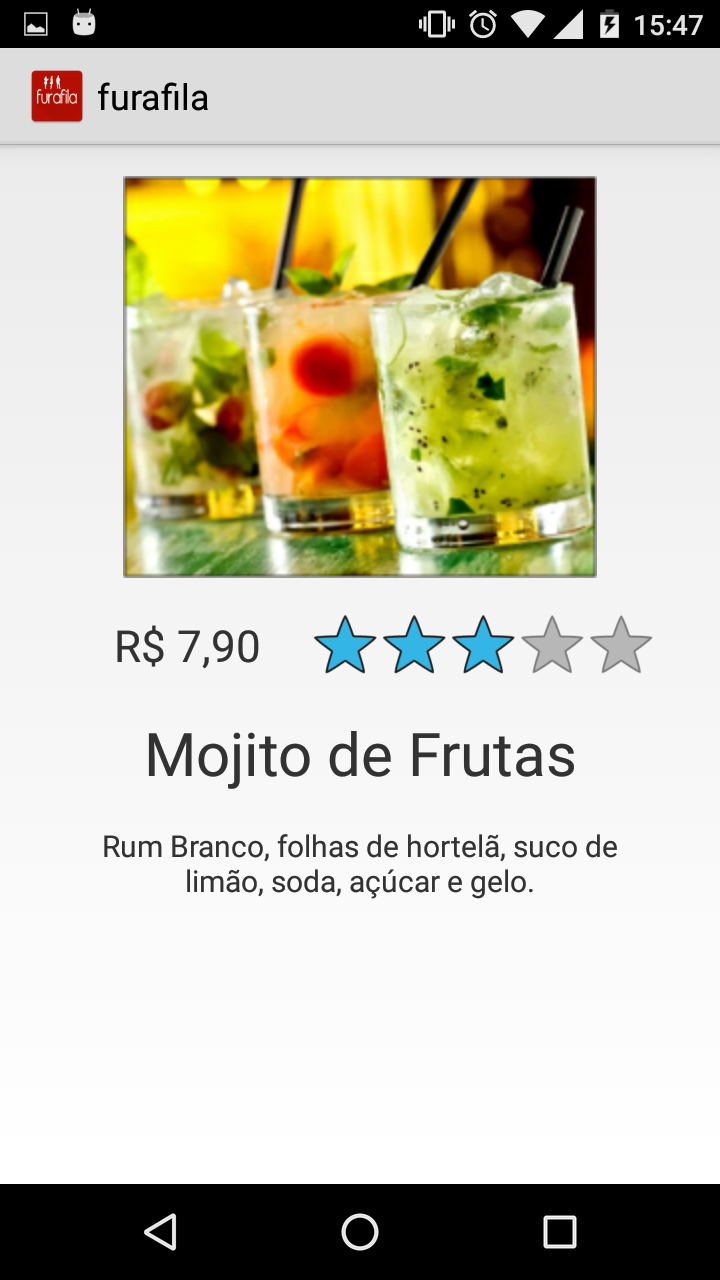 15:47
furafila
furafila
R$ 7,90
Mojito de Frutas
Rum Branco, folhas de hortelã, suco de
limão, soda, açúcar e gelo.